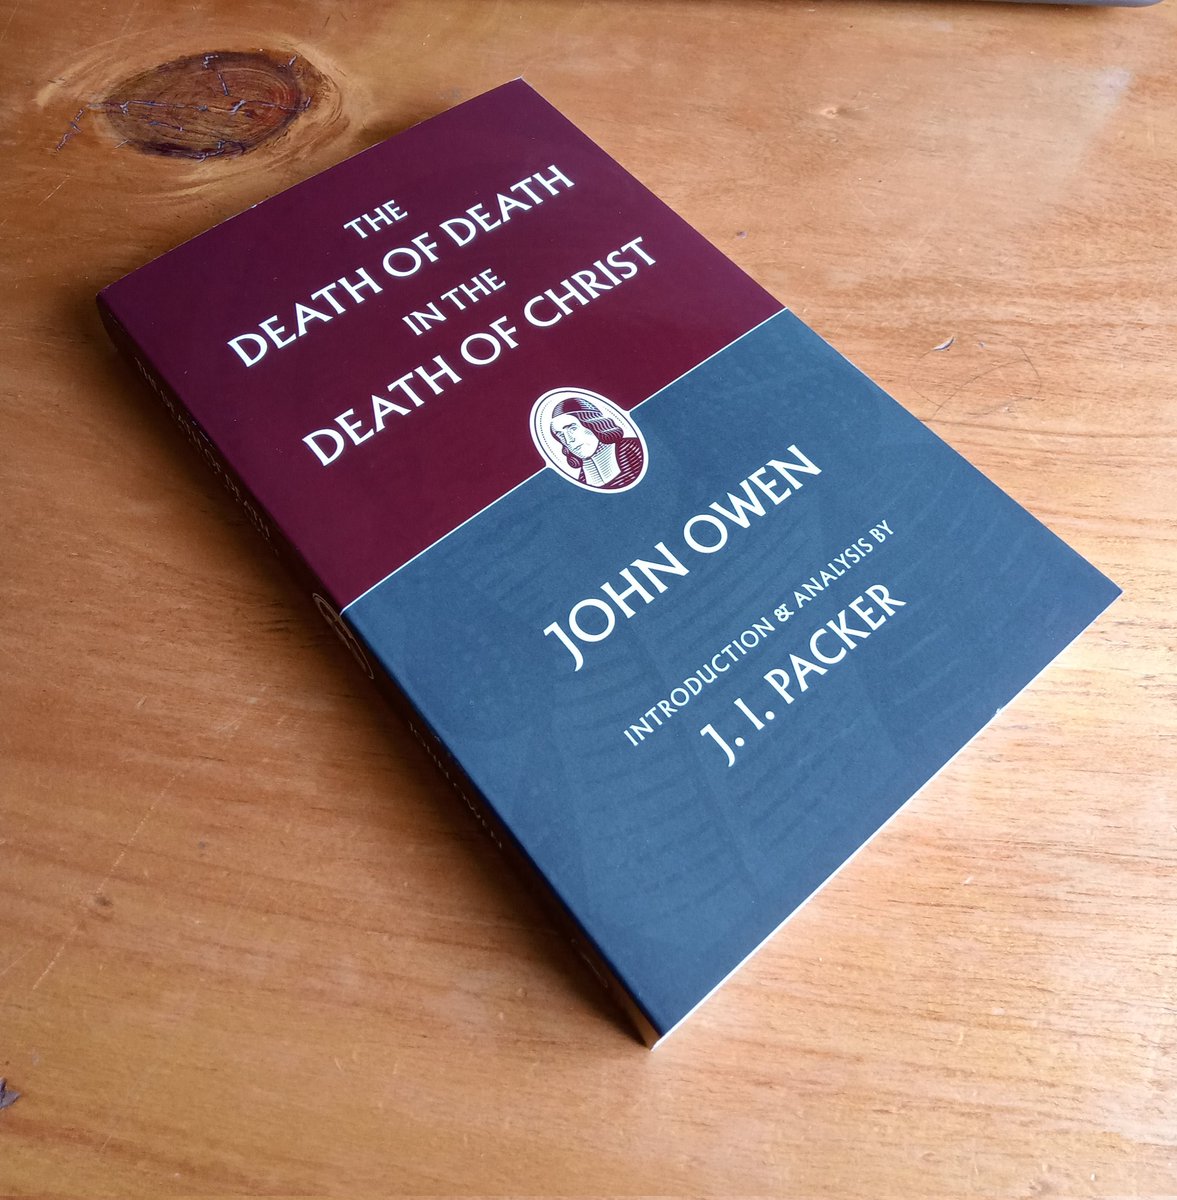 THE
DEATH OF DEATH
IN THE
DEATH OF CHRIST
JOHN OWEN
INTRODUCTION & ANALYSIS BY
J. I. PACKER